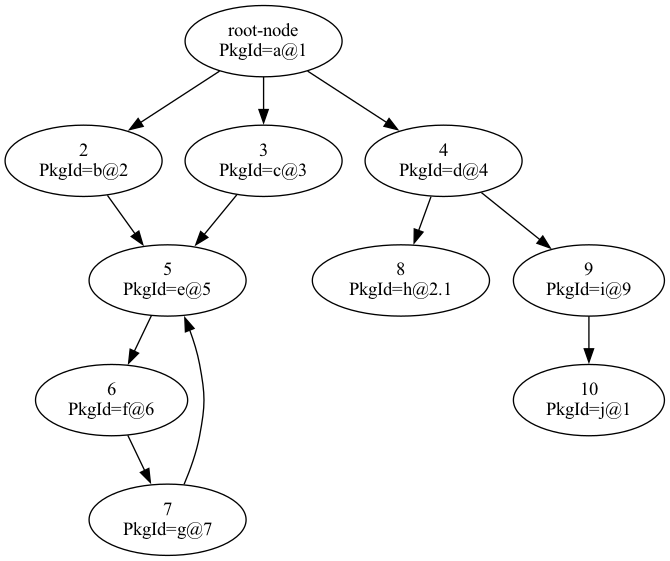 root-node
PkgId=a@1
2
PkgId=b@2
3
PkgId=c@3
4
PkgId=d@4
5
PkgId=e@5
8
PkgId=h@2.1
9
PkgId=i@9
6
PkgId=f@6
10
PkgId=j@1
7
PkgId=g@7